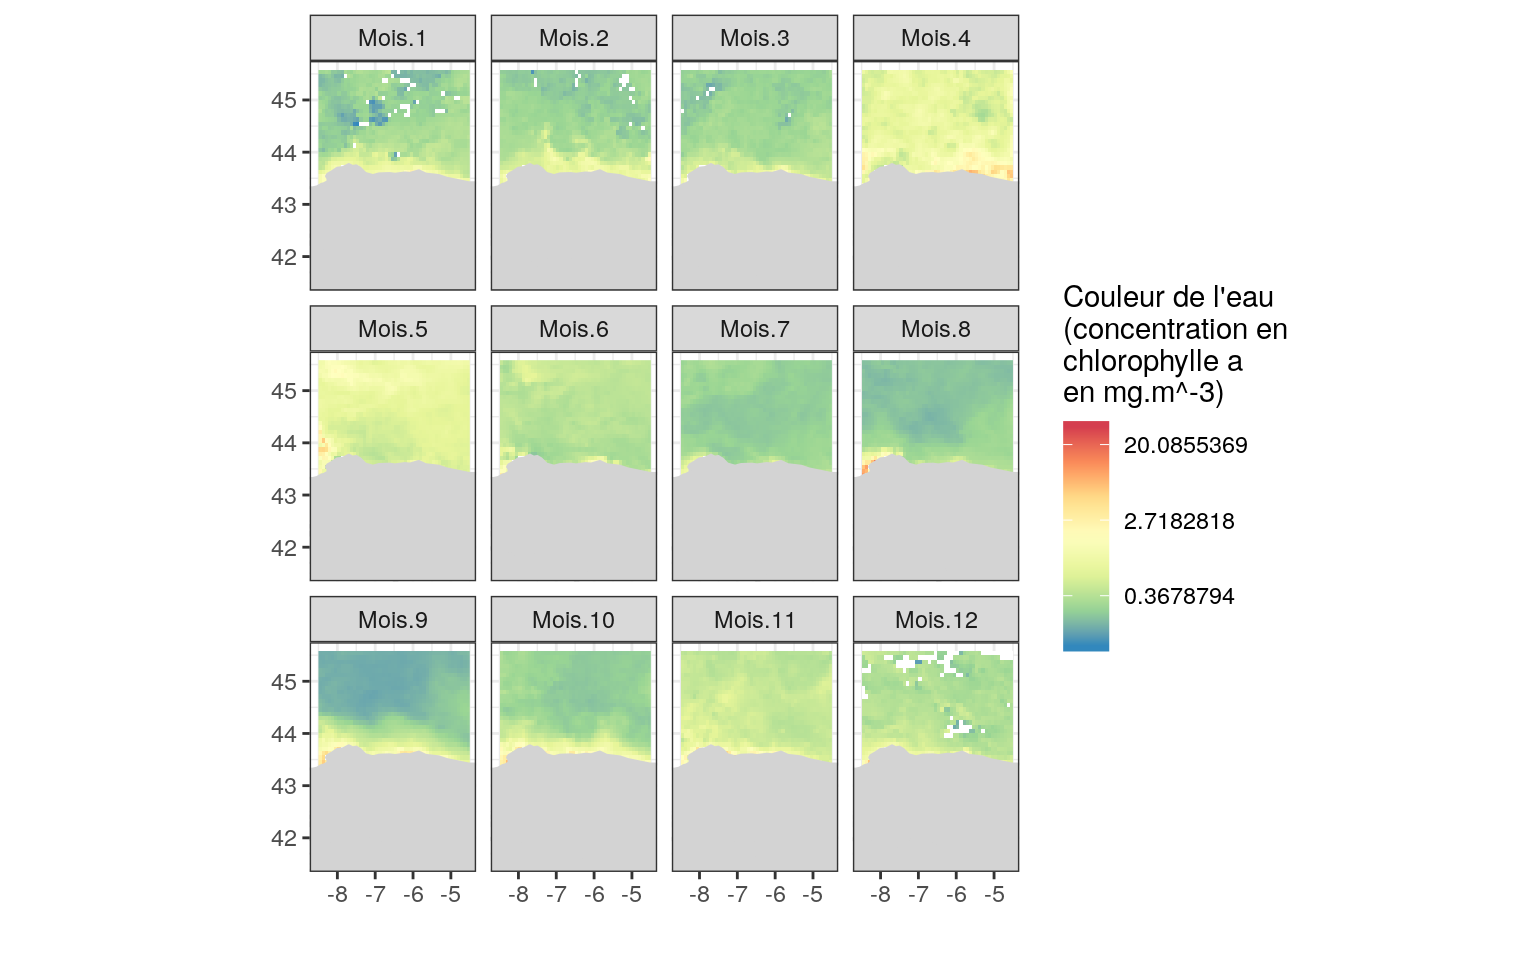 Mois.1 Mois.2 Mois.3 Mois.4
45
44
43
42
Mois.5 Mois.6 Mois.7 Mois.8
45
44
43
42
Mois.9 Mois.10 Mois.11 Mois.12
45
44
43
42
-8 -7 -6 -5 -8 -7 -6 -5 -8 -7 -6 -5 -8 -7 -6 -5
Couleur de l'eau
(concentration en
chlorophylle a
en mg.m^-3)
20.0855369
2.7182818
0.3678794